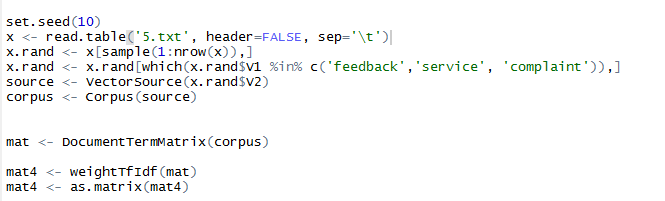 set.seed(10)
x <- read.table('5.txt', header=FALSE, sep='\t')
x.rand <- x[sample(1:nrow(x)),]
x.rand <- x.rand[which(x.rand$V1 %in% c('feedback','service', 'complaint')),]
source <- VectorSource(x.rand$V2)
corpus <- Corpus(source)
mat <- DocumentTermMatrix(corpus)
mat4 <- weightTfIdf(mat)
mat4 <- as.matrix(mat4)